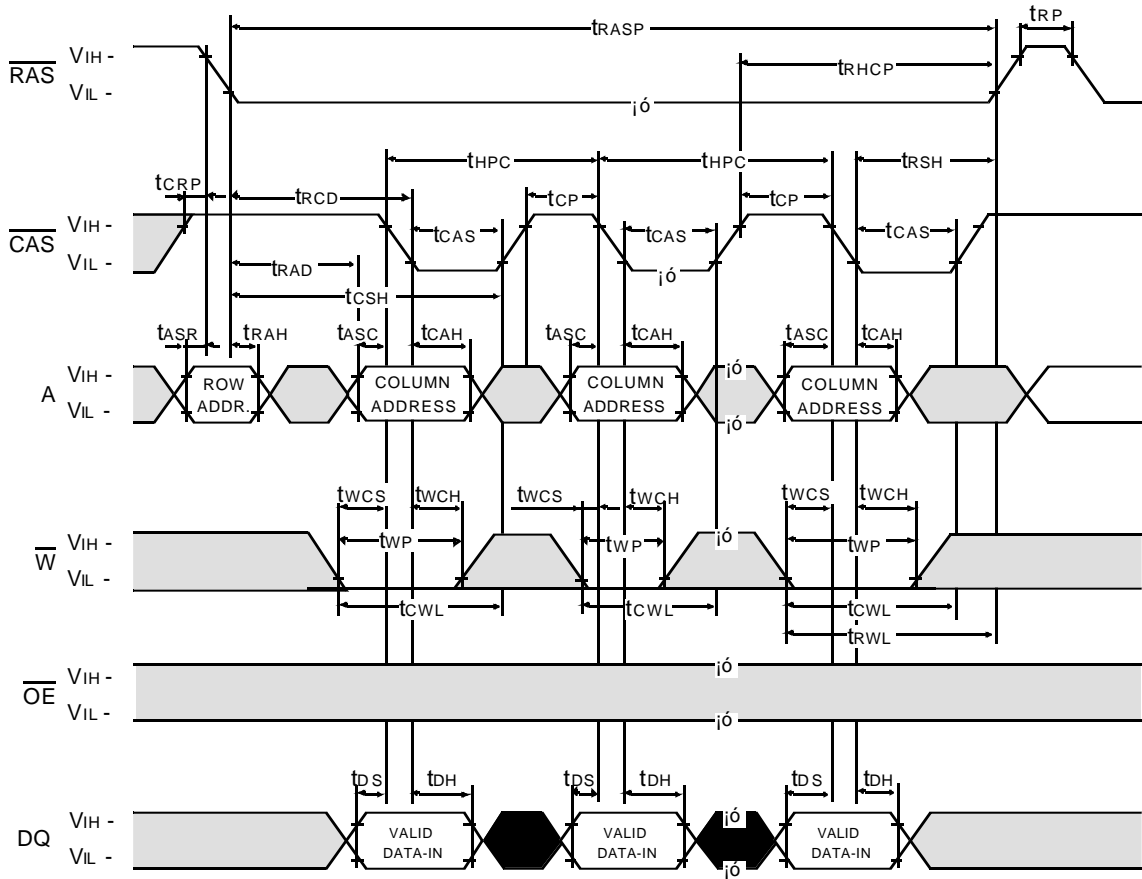 tRASP
tRP
RAS
VIH -
VIL -
tRHCP
¡ó
tHPC
tHPC
tRSH
tCRP
tRCD
tCP
tCP
CAS
VIH -
VIL -
tCAS
tCAS
tCAS
¡ó
¡ó
tRAD
tCSH
tASR
tRAH
tASC
tCAH
tASC
tCAH
tASC
tCAH
A
VIH -
VIL -
ROW
ADDR.
COLUMN
ADDRESS
COLUMN
ADDRESS
¡ó
¡ó
COLUMN
ADDRESS
tWCS
tWCH
tWCS
tWCH
tWCS
tWCH
W
VIH -
VIL -
tWP
tWP
¡ó
tWP
tCWL
tCWL
tCWL
tRWL
OE
VIH -
VIL -
¡ó
¡ó
tDS
tDH
tDS
tDH
tDS
tDH
DQ
VIH -
VIL -
VALID
DATA-IN
VALID
DATA-IN
¡ó
¡ó
VALID
DATA-IN